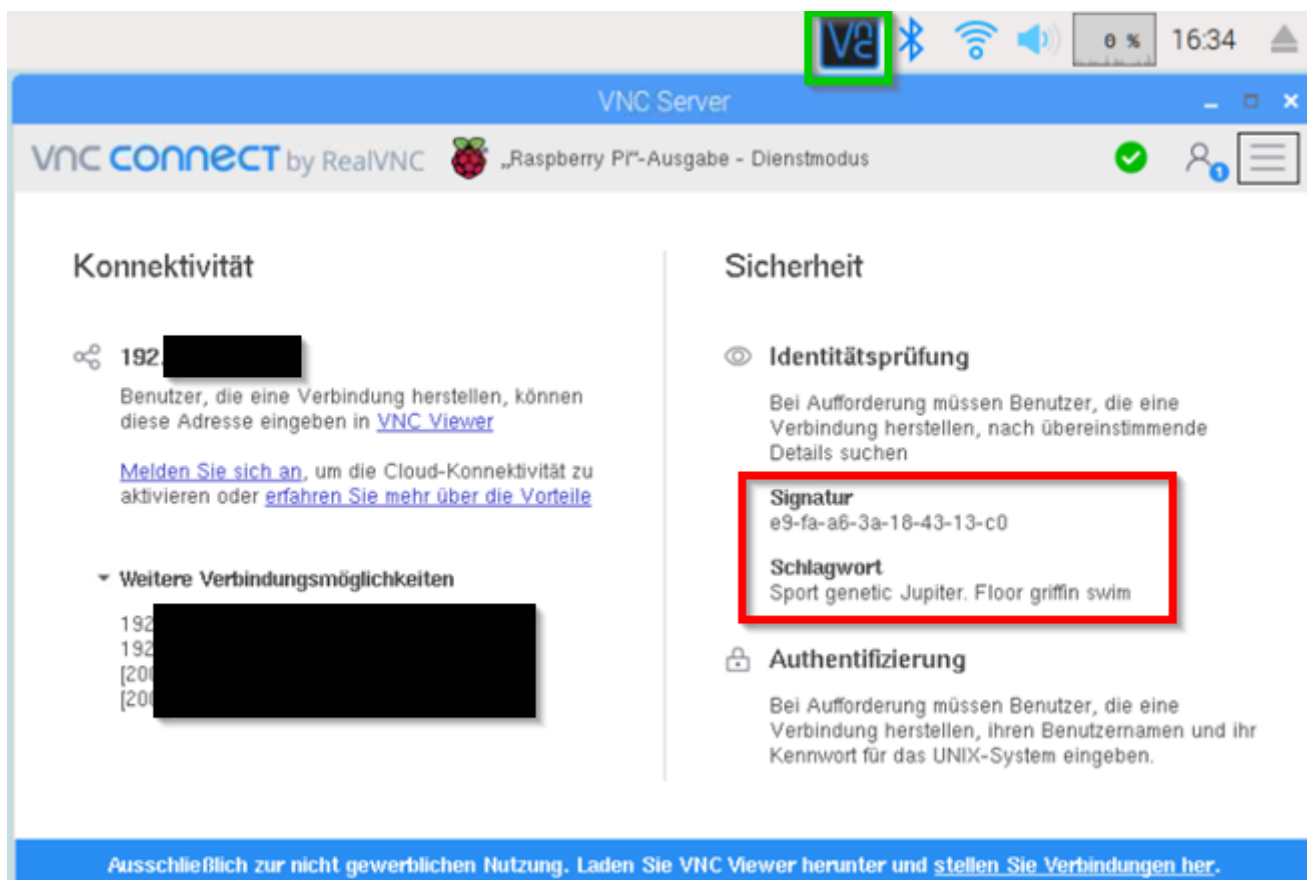 VNC
0 % 16:34
VNC Server
vnc connect by RealVNC „Raspberry Pi“-Ausgabe - Dienstmodus
1
Konnektivität
192.
Benutzer, die eine Verbindung herstellen, können
diese Adresse eingeben in VNC Viewer
Melden Sie sich an, um die Cloud-Konnektivität zu
aktivieren oder erfahren Sie mehr über die Vorteile
Weitere Verbindungsmöglichkeiten
192
192
[200
[200
Sicherheit
Identitätsprüfung
Bei Aufforderung müssen Benutzer, die eine
Verbindung herstellen, nach übereinstimmende
Details suchen
Signatur
e9-fa-a6-3a-18-43-13-c0
Schlagwort
Sport genetic Jupiter. Floor griffin swim
Authentifizierung
Bei Aufforderung müssen Benutzer, die eine
Verbindung herstellen, ihren Benutzernamen und ihr
Kennwort für das UNIX-System eingeben.
Ausschließlich zur nicht gewerblichen Nutzung. Laden Sie VNC Viewer herunter und stellen Sie Verbindungen her.